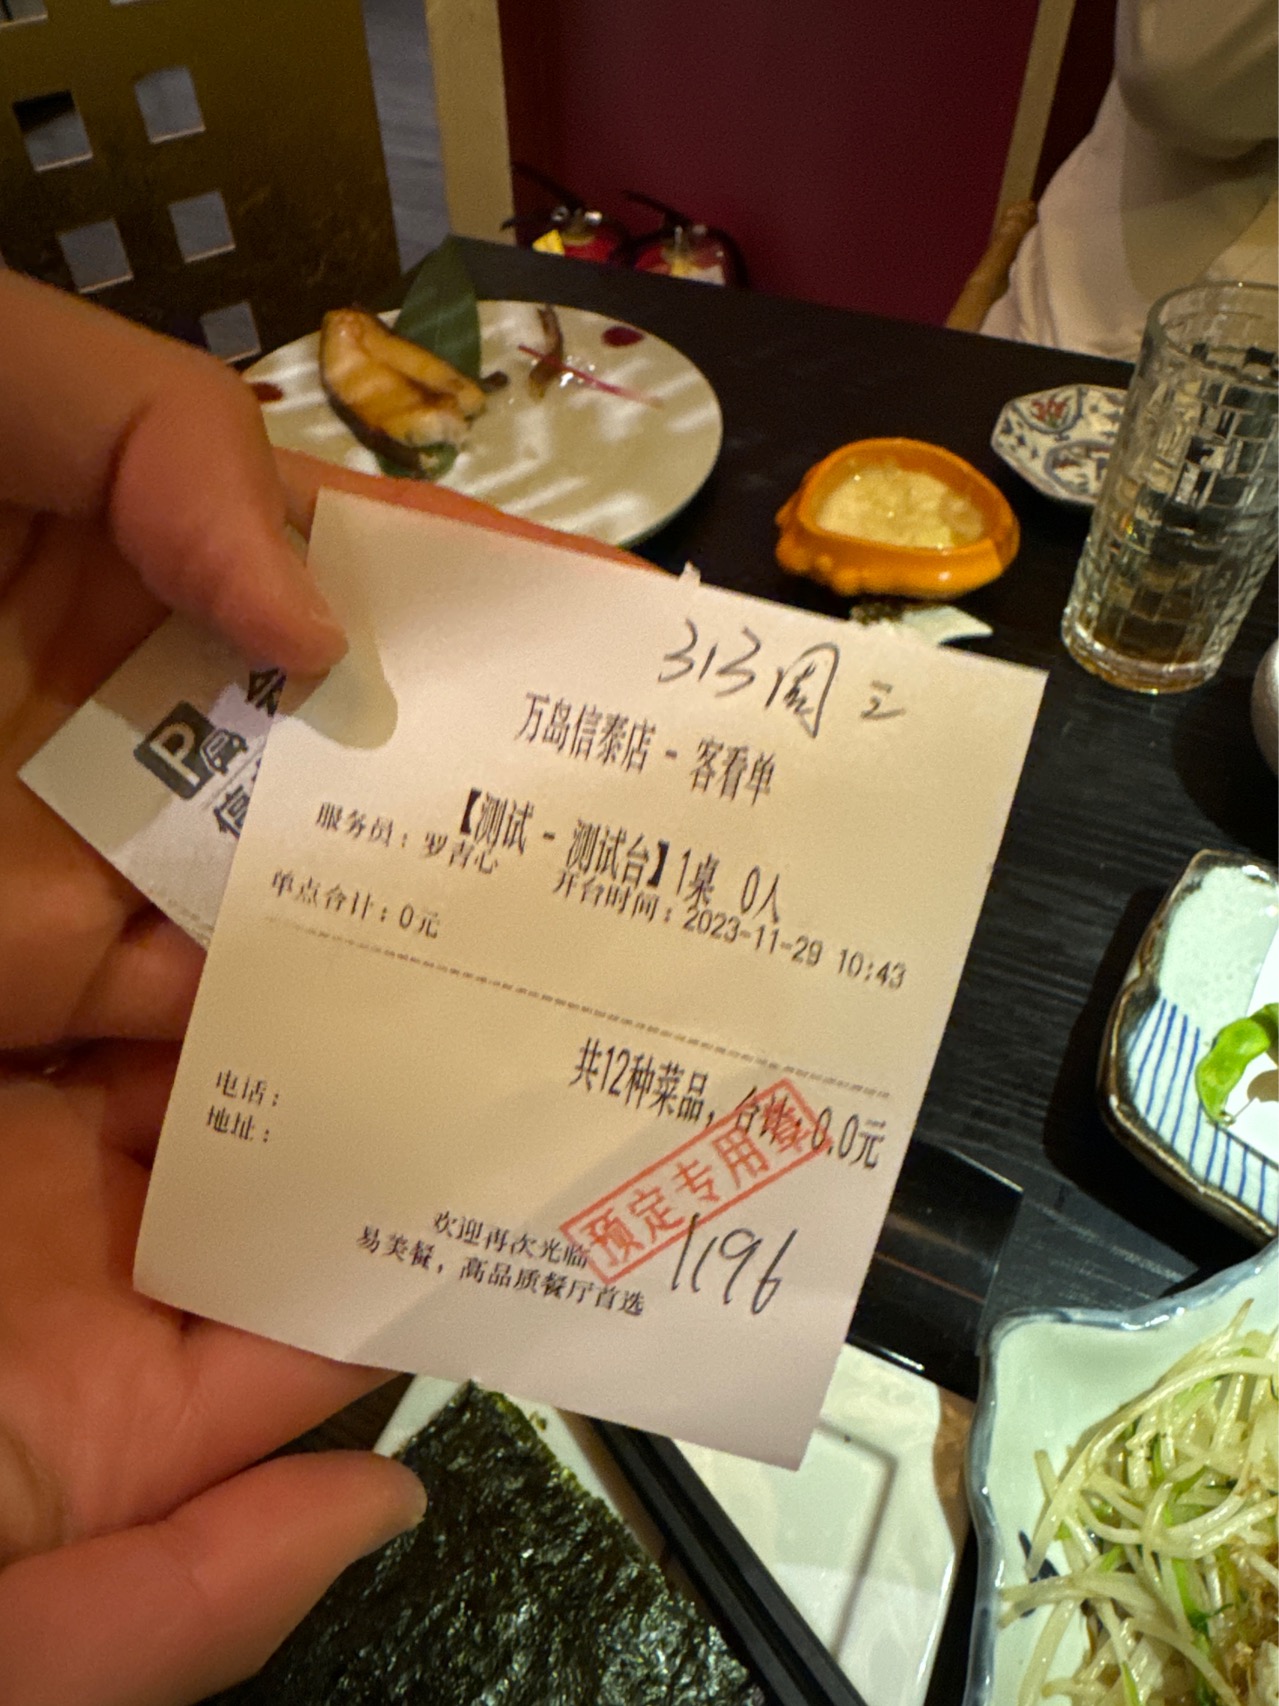 313周 二
万岛信泰店 - 客看单
【测试 - 测试台】1桌 0人
服务员：罗吉心 开台时间：2023-11-29 10:43
单点合计：0元
共12种菜品，合计：0.0元
电话：
地址：
预定专用章
1196
欢迎再次光临
易美餐，高品质餐厅首选
P
停